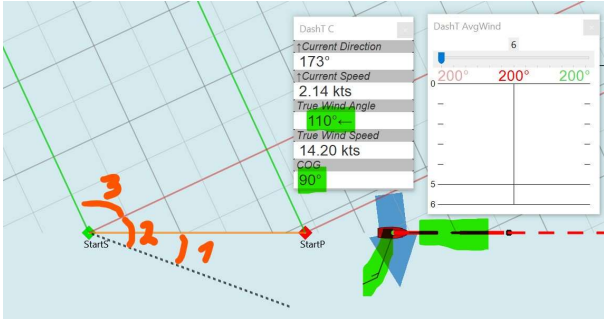 DashT C
↑Current Direction
173°
↑Current Speed
2.14 kts
True Wind Angle
110°←
True Wind Speed
14.20 kts
COG
90°
DashT AvgWind
6
200° 200° 200°
0
5
6
3
2
1
StartS
StartP